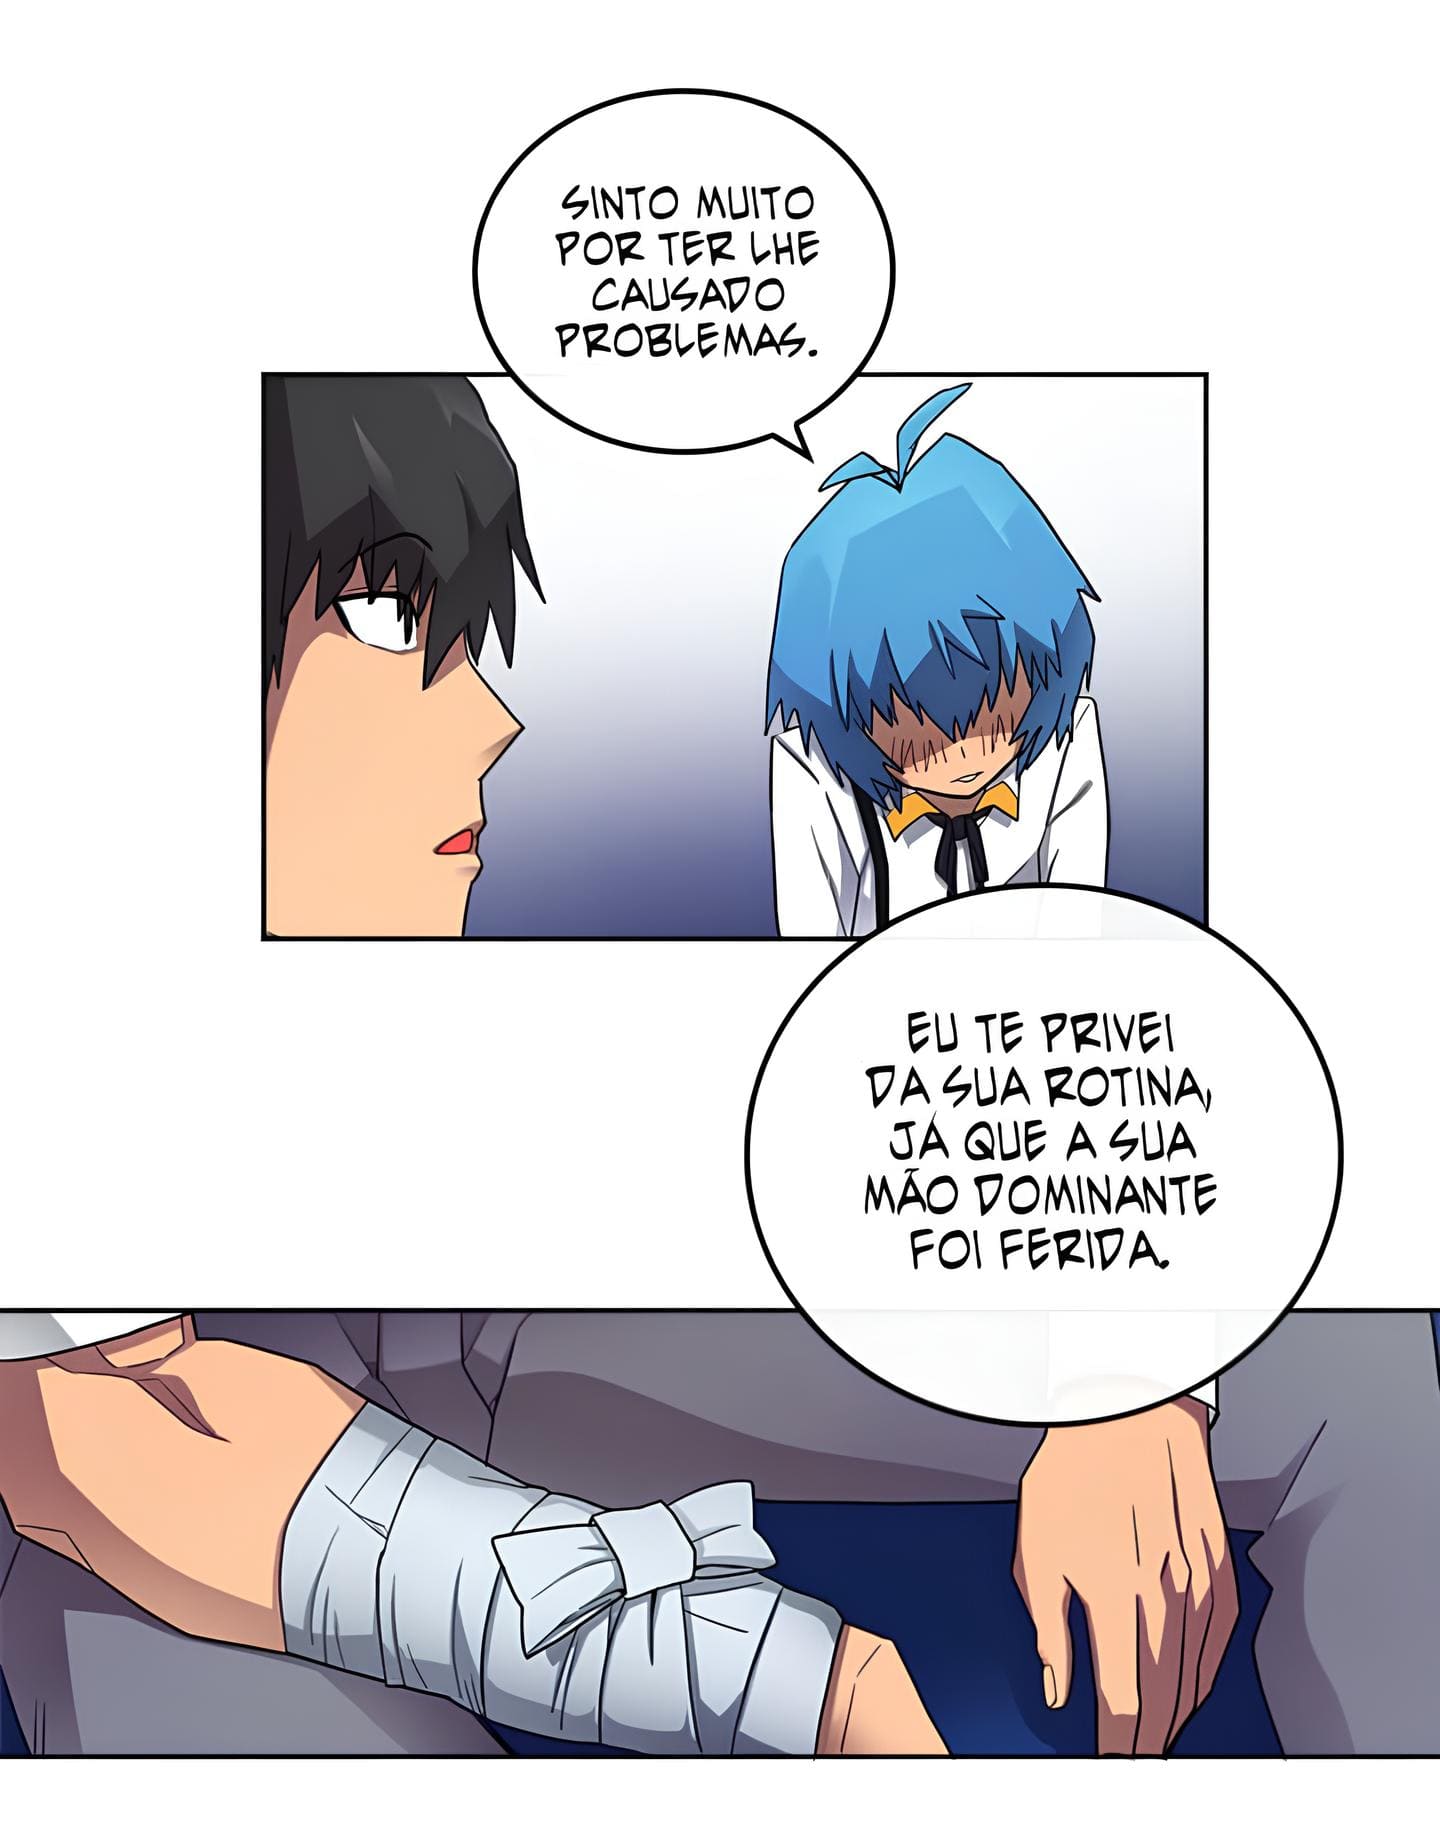 SINTO MUITO
POR TER LHE
CAUSADO
PROBLEMAS.
EU TE PRIVEI
DA SUA ROTINA,
JÁ QUE A SUA
MÃO DOMINANTE
FOI FERIDA.